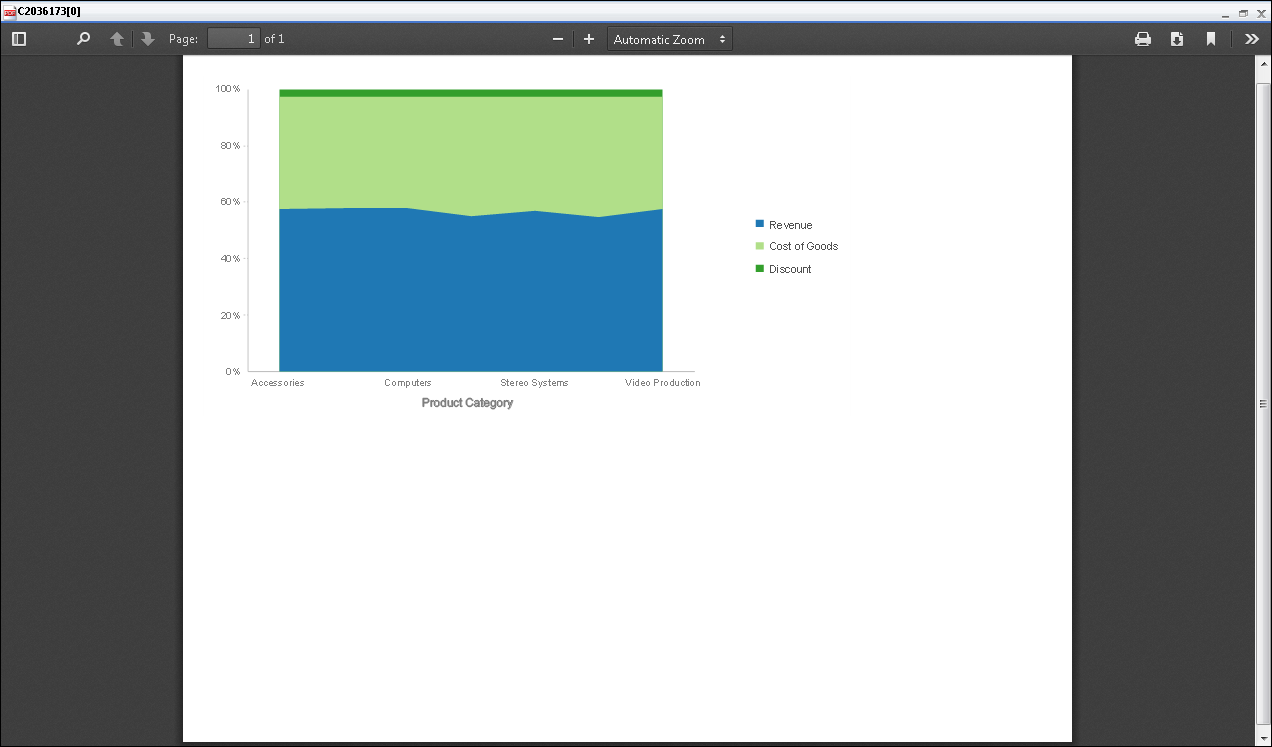 C2036173[0]
Page: 1 of 1 Automatic Zoom
100%
80%
60%
40%
20%
0%
Accessories Computers Stereo Systems Video Production
Product Category
Revenue
Cost of Goods
Discount